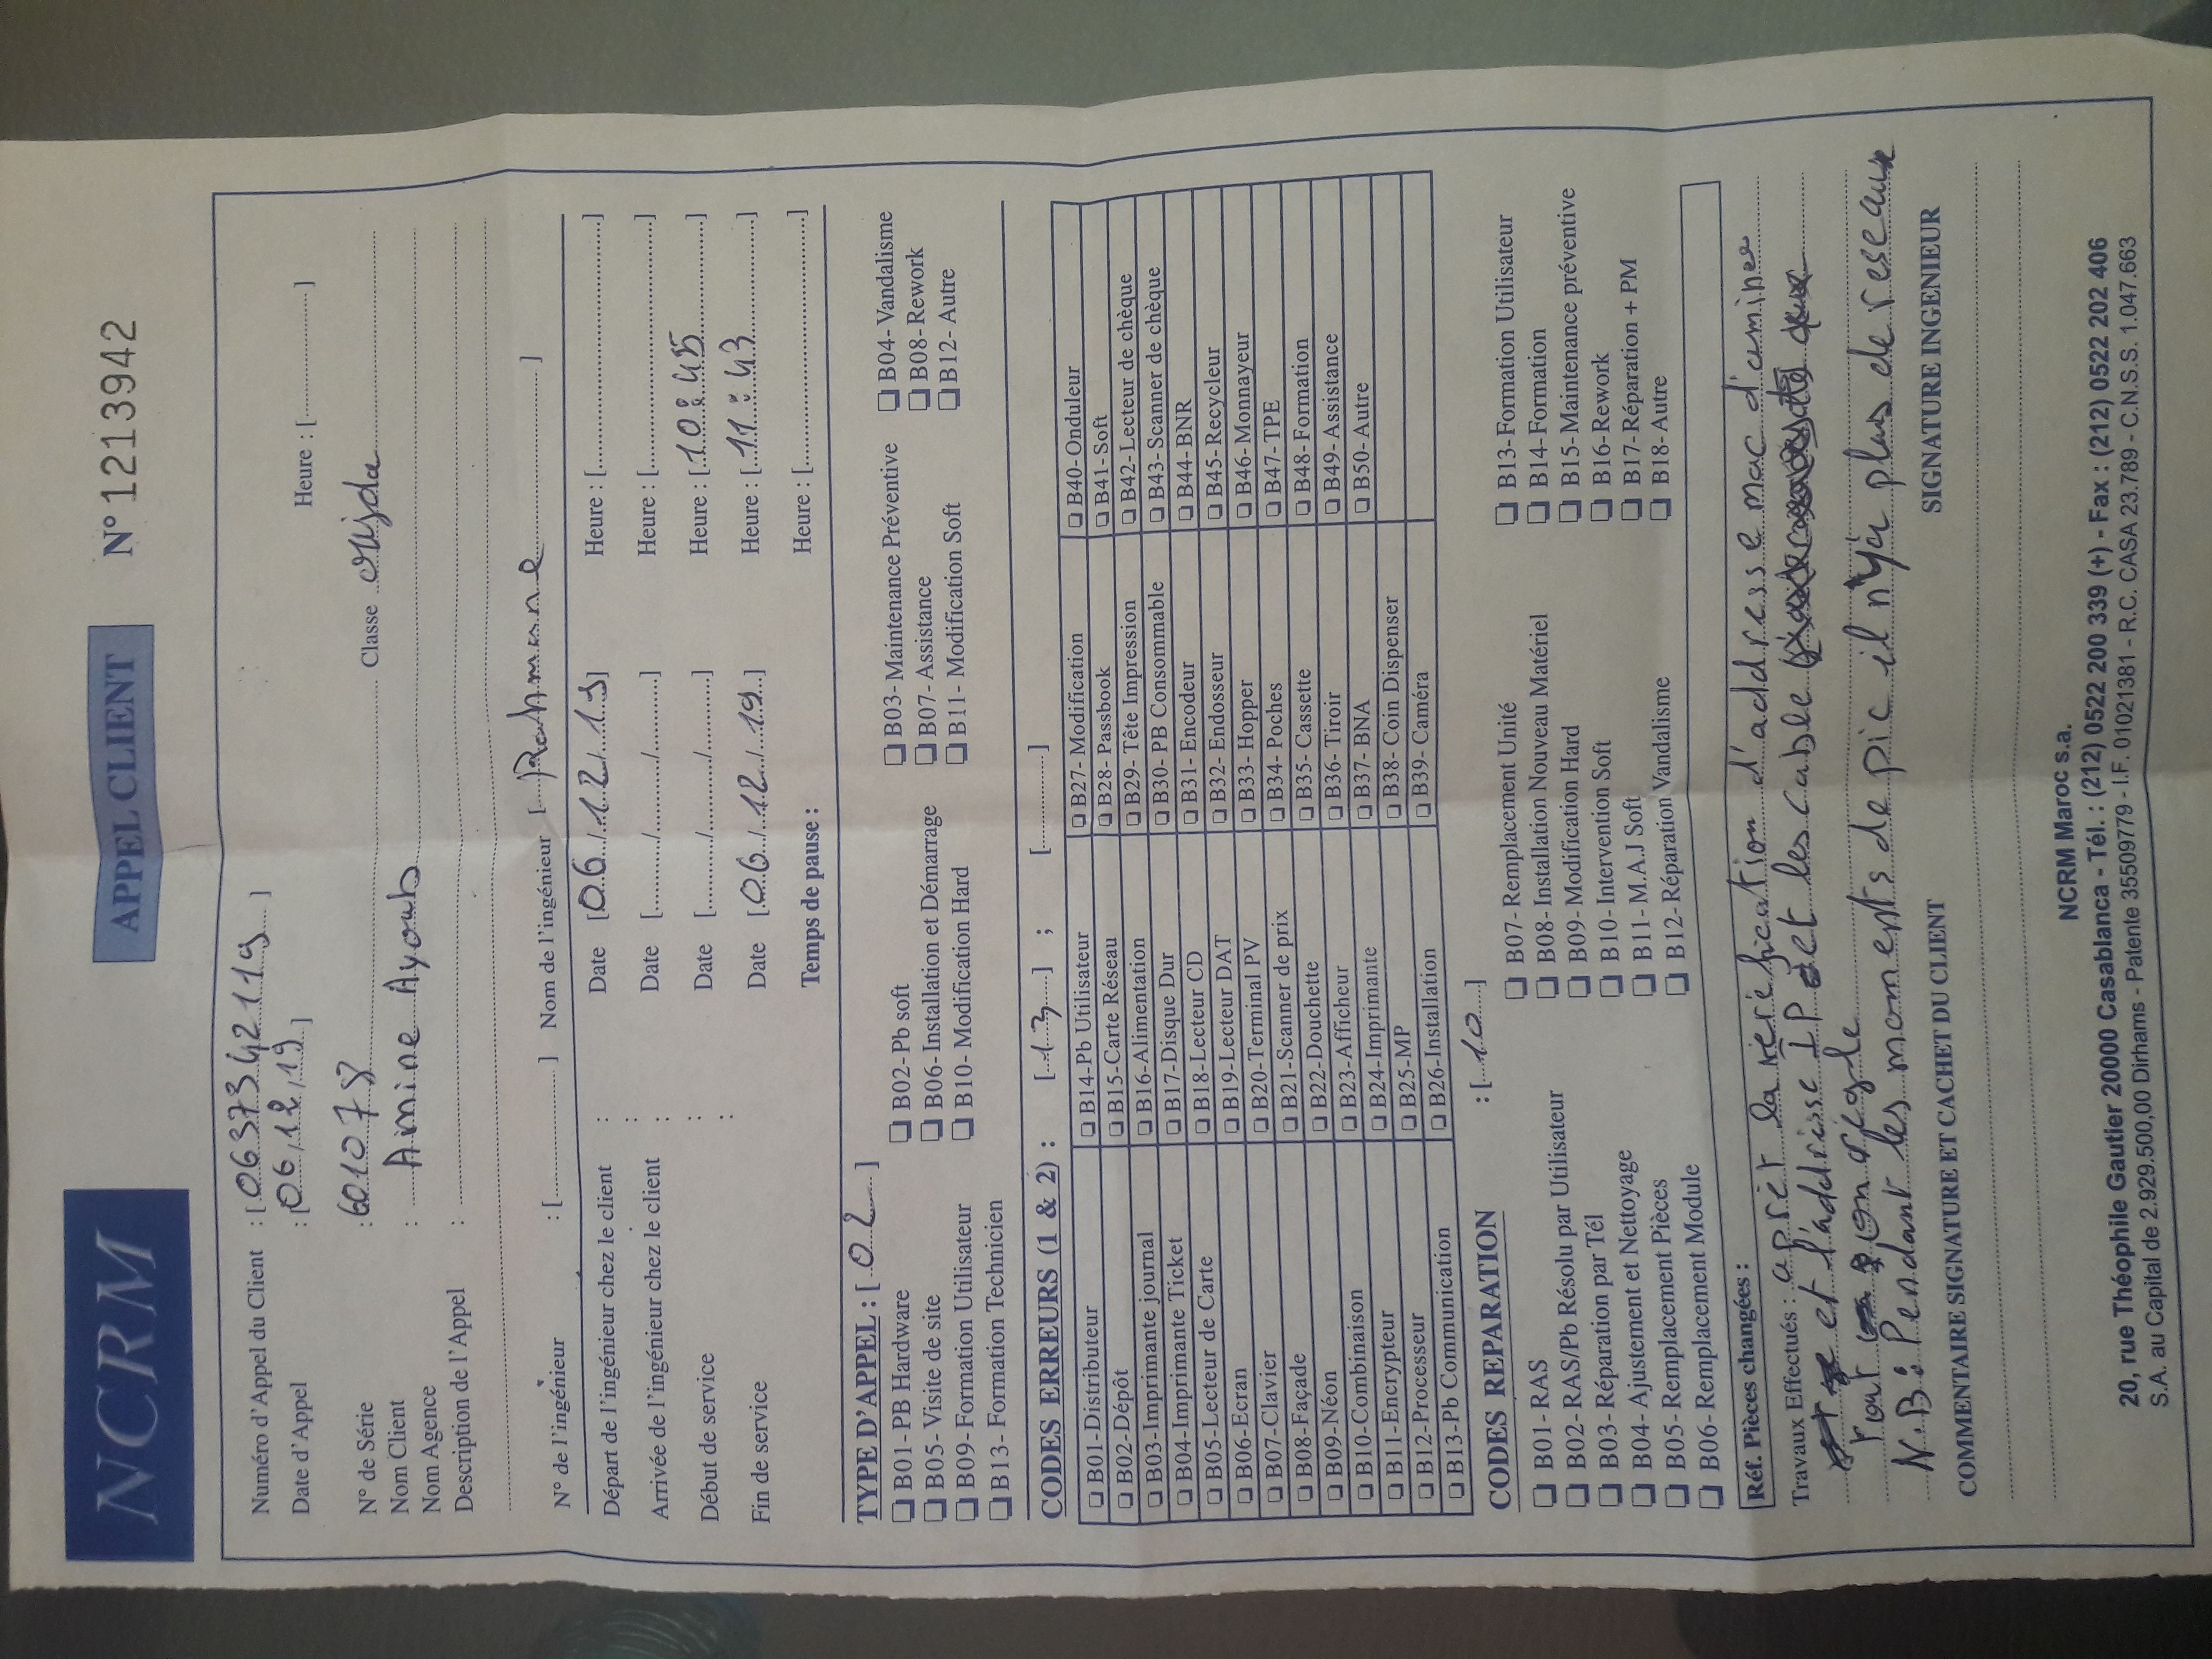 NCRM
APPEL CLIENT
N° 1213942
Numéro d'Appel du Client : [ 0637342119 ]
Date d'Appel : [ 06/12/19 ] Heure : [ ]
N° de Série : 601078 Classe oujda
Nom Client
Nom Agence : Amine Ayoub
Description de l'Appel :
N° de l'ingénieur : [ ] Nom de l'ingénieur [ Rahmane ]
Départ de l'ingénieur chez le client : Date [ 06 / 12 / 19 ] Heure : [ ]
Arrivée de l'ingénieur chez le client : Date [ / / ] Heure : [ ]
Début de service : Date [ / / ] Heure : [ 10:45 ]
Fin de service : Date [ 06 / 12 / 19 ] Heure : [ 11:43 ]
Temps de pause : Heure : [ ]
TYPE D'APPEL : [ 02 ]
B01-PB Hardware B02-Pb soft B03-Maintenance Préventive B04-Vandalisme
B05-Visite de site B06-Installation et Démarrage B07-Assistance B08-Rework
B09-Formation Utilisateur B10- Modification Hard B11- Modification Soft B12- Autre
B13- Formation Technicien
CODES ERREURS (1 & 2) : [ 13 ] ; [ ]
B01-Distributeur B14-Pb Utilisateur B27- Modification B40-Onduleur
B02-Dépôt B15-Carte Réseau B28- Passbook B41-Soft
B03-Imprimante journal B16-Alimentation B29- Tête Impression B42-Lecteur de chèque
B04-Imprimante Ticket B17-Disque Dur B30- PB Consommable B43-Scanner de chèque
B05-Lecteur de Carte B18-Lecteur CD B31- Encodeur B44-BNR
B06-Ecran B19-Lecteur DAT B32- Endosseur B45-Recycleur
B07-Clavier B20-Terminal PV B33- Hopper B46-Monnayeur
B08-Façade B21-Scanner de prix B34- Poches B47-TPE
B09-Néon B22-Douchette B35- Cassette B48-Formation
B10-Combinaison B23-Afficheur B36- Tiroir B49-Assistance
B11-Encrypteur B24-Imprimante B37- BNA B50-Autre
B12-Processeur B25-MP B38- Coin Dispenser
B13-Pb Communication B26-Installation B39- Caméra
CODES REPARATION : [ 10 ]
B01-RAS B07-Remplacement Unité B13-Formation Utilisateur
B02-RAS/Pb Résolu par Utilisateur B08-Installation Nouveau Matériel B14-Formation
B03-Réparation par Tél B09-Modification Hard B15-Maintenance préventive
B04- Ajustement et Nettoyage B10-Intervention Soft B16-Rework
B05-Remplacement Pièces B11-M.A.J Soft B17-Réparation + PM
B06-Remplacement Module B12-Réparation Vandalisme B18-Autre
Réf. Pièces changées :
Travaux Effectués : aprét la veréfication d'addresse mac d'aminee
et l'addrisse IP et les cable
tout on régle
N.B: Pendant les moments de pic il n'ya plus de reseaux
COMMENTAIRE SIGNATURE ET CACHET DU CLIENT SIGNATURE INGENIEUR
NCRM Maroc s.a.
20, rue Théophile Gautier 20000 Casablanca - Tél. : (212) 0522 200 339 (+) - Fax : (212) 0522 202 406
S.A. au Capital de 2.929.500,00 Dirhams - Patente 35509779 - I.F. 01021381 - R.C. CASA 23.789 - C.N.S.S. 1.047.663